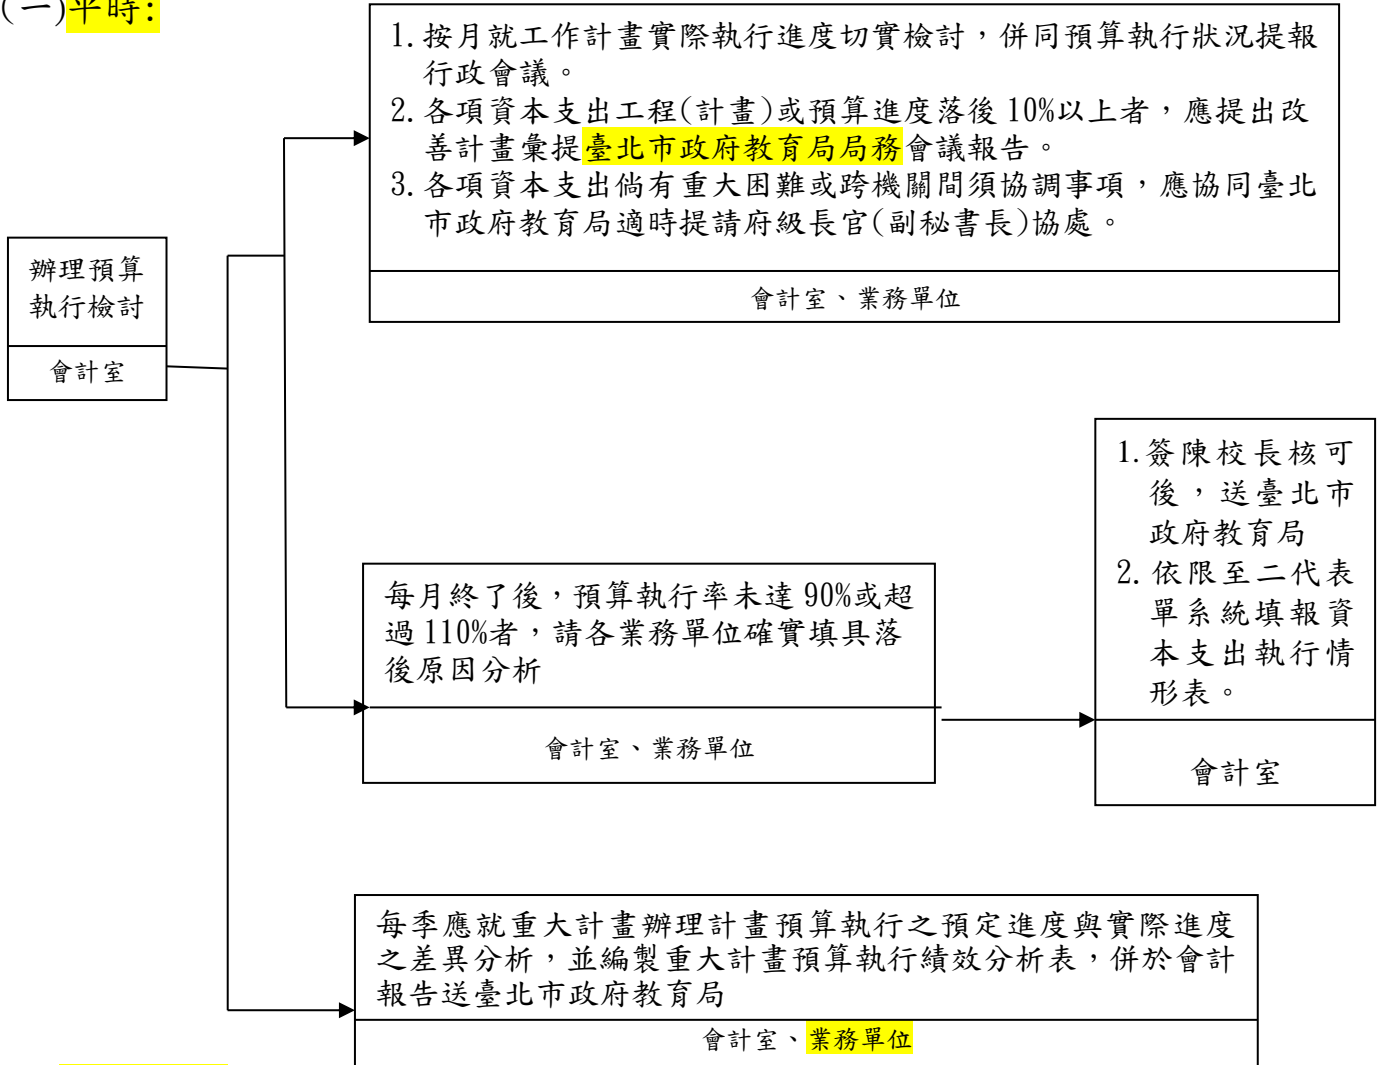 (一)平時:
1.按月就工作計畫實際執行進度切實檢討，併同預算執行狀況提報
行政會議。
2.各項資本支出工程(計畫)或預算進度落後 10%以上者，應提出改
善計畫彙提臺北市政府教育局局務會議報告。
3.各項資本支出倘有重大困難或跨機關間須協調事項，應協同臺北
市政府教育局適時提請府級長官(副秘書長)協處。
會計室、業務單位
辦理預算
執行檢討
會計室
每月終了後，預算執行率未達 90%或超
過 110%者，請各業務單位確實填具落
後原因分析
會計室、業務單位
1.簽陳校長核可
後，送臺北市
政府教育局
2.依限至二代表
單系統填報資
本支出執行情
形表。
會計室
每季應就重大計畫辦理計畫預算執行之預定進度與實際進度
之差異分析，並編製重大計畫預算執行績效分析表，併於會計
報告送臺北市政府教育局
會計室、業務單位